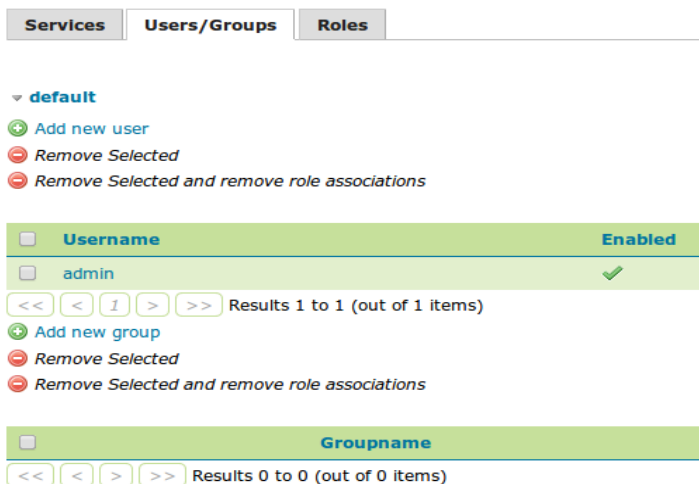 Services Users/Groups Roles
default
Add new user
Remove Selected
Remove Selected and remove role associations
Username Enabled
admin
<< < 1 > >> Results 1 to 1 (out of 1 items)
Add new group
Remove Selected
Remove Selected and remove role associations
Groupname
<< < > >> Results 0 to 0 (out of 0 items)